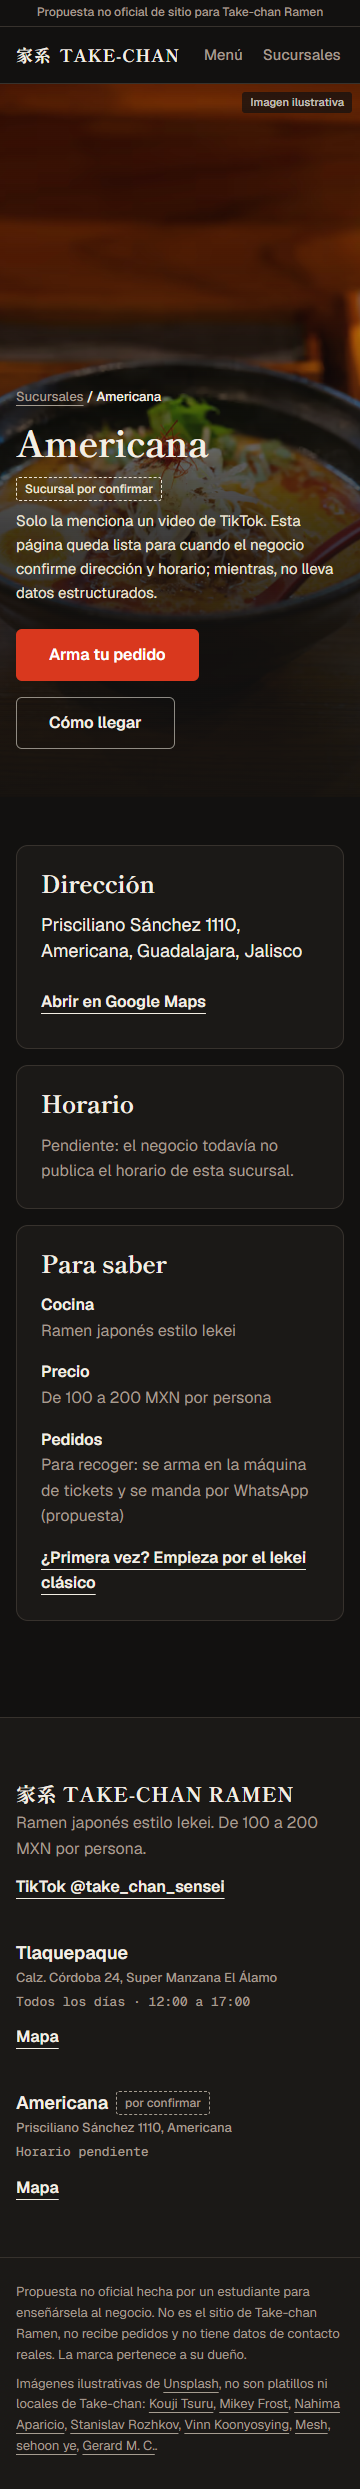 Propuesta no oficial de sitio para Take-chan Ramen
家系 TAKE-CHAN Menú Sucursales
Imagen ilustrativa
Sucursales / Americana
Americana
Sucursal por confirmar
Solo la menciona un video de TikTok. Esta
página queda lista para cuando el negocio
confirme dirección y horario; mientras, no lleva
datos estructurados.
Arma tu pedido
Cómo llegar
Dirección
Prisciliano Sánchez 1110,
Americana, Guadalajara, Jalisco
Abrir en Google Maps
Horario
Pendiente: el negocio todavía no
publica el horario de esta sucursal.
Para saber
Cocina
Ramen japonés estilo Iekei
Precio
De 100 a 200 MXN por persona
Pedidos
Para recoger: se arma en la máquina
de tickets y se manda por WhatsApp
(propuesta)
¿Primera vez? Empieza por el Iekei
clásico
家系 TAKE-CHAN RAMEN
Ramen japonés estilo Iekei. De 100 a 200
MXN por persona.
TikTok @take_chan_sensei
Tlaquepaque
Calz. Córdoba 24, Super Manzana El Álamo
Todos los días · 12:00 a 17:00
Mapa
Americana por confirmar
Prisciliano Sánchez 1110, Americana
Horario pendiente
Mapa
Propuesta no oficial hecha por un estudiante para
enseñársela al negocio. No es el sitio de Take-chan
Ramen, no recibe pedidos y no tiene datos de contacto
reales. La marca pertenece a su dueño.
Imágenes ilustrativas de Unsplash, no son platillos ni
locales de Take-chan: Kouji Tsuru, Mikey Frost, Nahima
Aparicio, Stanislav Rozhkov, Vinn Koonyosying, Mesh,
sehoon ye, Gerard M. C..